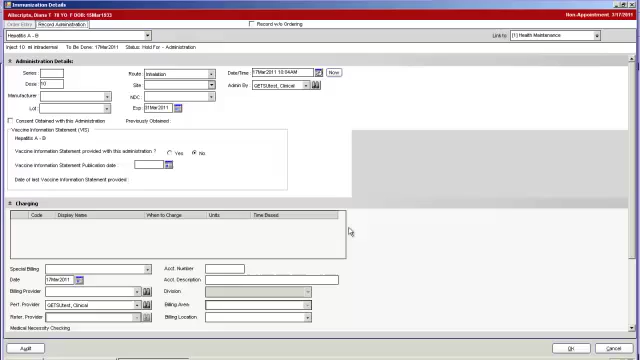 Immunization Details
Allscripts, Diane T 78 YO F DOB: 15Mar1933 Non-Appointment, 3/17/2011
Order Entry Record Administration Record w/o Ordering
Hepatitis A - B Link to: [1] Health Maintenance
Inject 10 ml intradermal To Be Done: 17Mar2011 Status: Hold For - Administration
Administration Details:
Series: Route: Inhalation Date/Time: 17Mar2011 10:04AM Now
Dose: 10 Site: Admin By: GETSUtest, Clinical
Manufacturer: NDC:
Lot: Exp: 31Mar2011
Consent Obtained with this Administration Previously Obtained:
Vaccine Information Statement (VIS)
Hepatitis A - B
Vaccine Information Statement provided with this administration ? Yes No
Vaccine Information Statement Publication date :
Date of last Vaccine Information Statement provided :
Charging
Code Display Name When to Charge Units Time Based
Special Billing Acct. Number
Date 17Mar2011 Acct. Description
Billing Provider Division
Perf. Provider GETSUtest, Clinical Billing Area
Refer. Provider Billing Location
Medical Necessity Checking
Audit OK Cancel